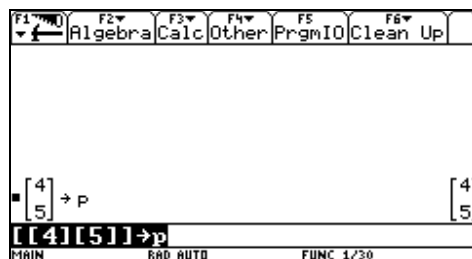 F1 F2 Algebra F3 Calc F4 Other F5 PrgmIO F6 Clean Up
[4] [4
[5] → p [5
[[4][5]]→p
MAIN RAD AUTO FUNC 1/30